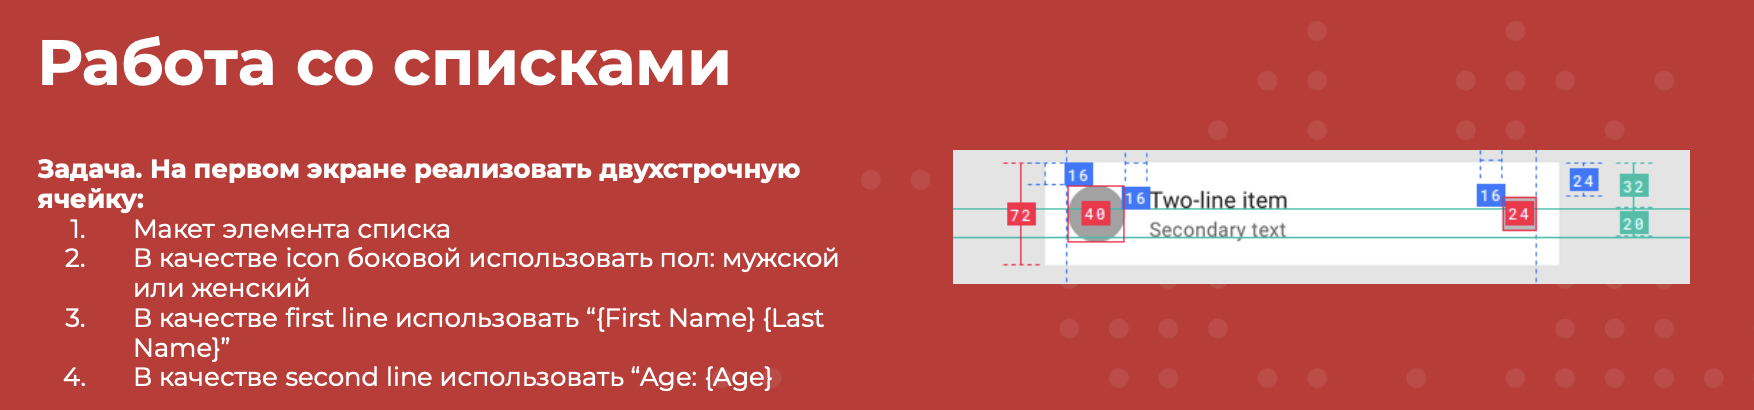 Работа со списками
Задача. На первом экране реализовать двухстрочную
ячейку:
1. Макет элемента списка
2. В качестве icon боковой использовать пол: мужской
или женский
3. В качестве first line использовать “{First Name} {Last
Name}”
4. В качестве second line использовать “Age: {Age}
16
16
16
24
32
72
40
Two-line item
24
20
Secondary text